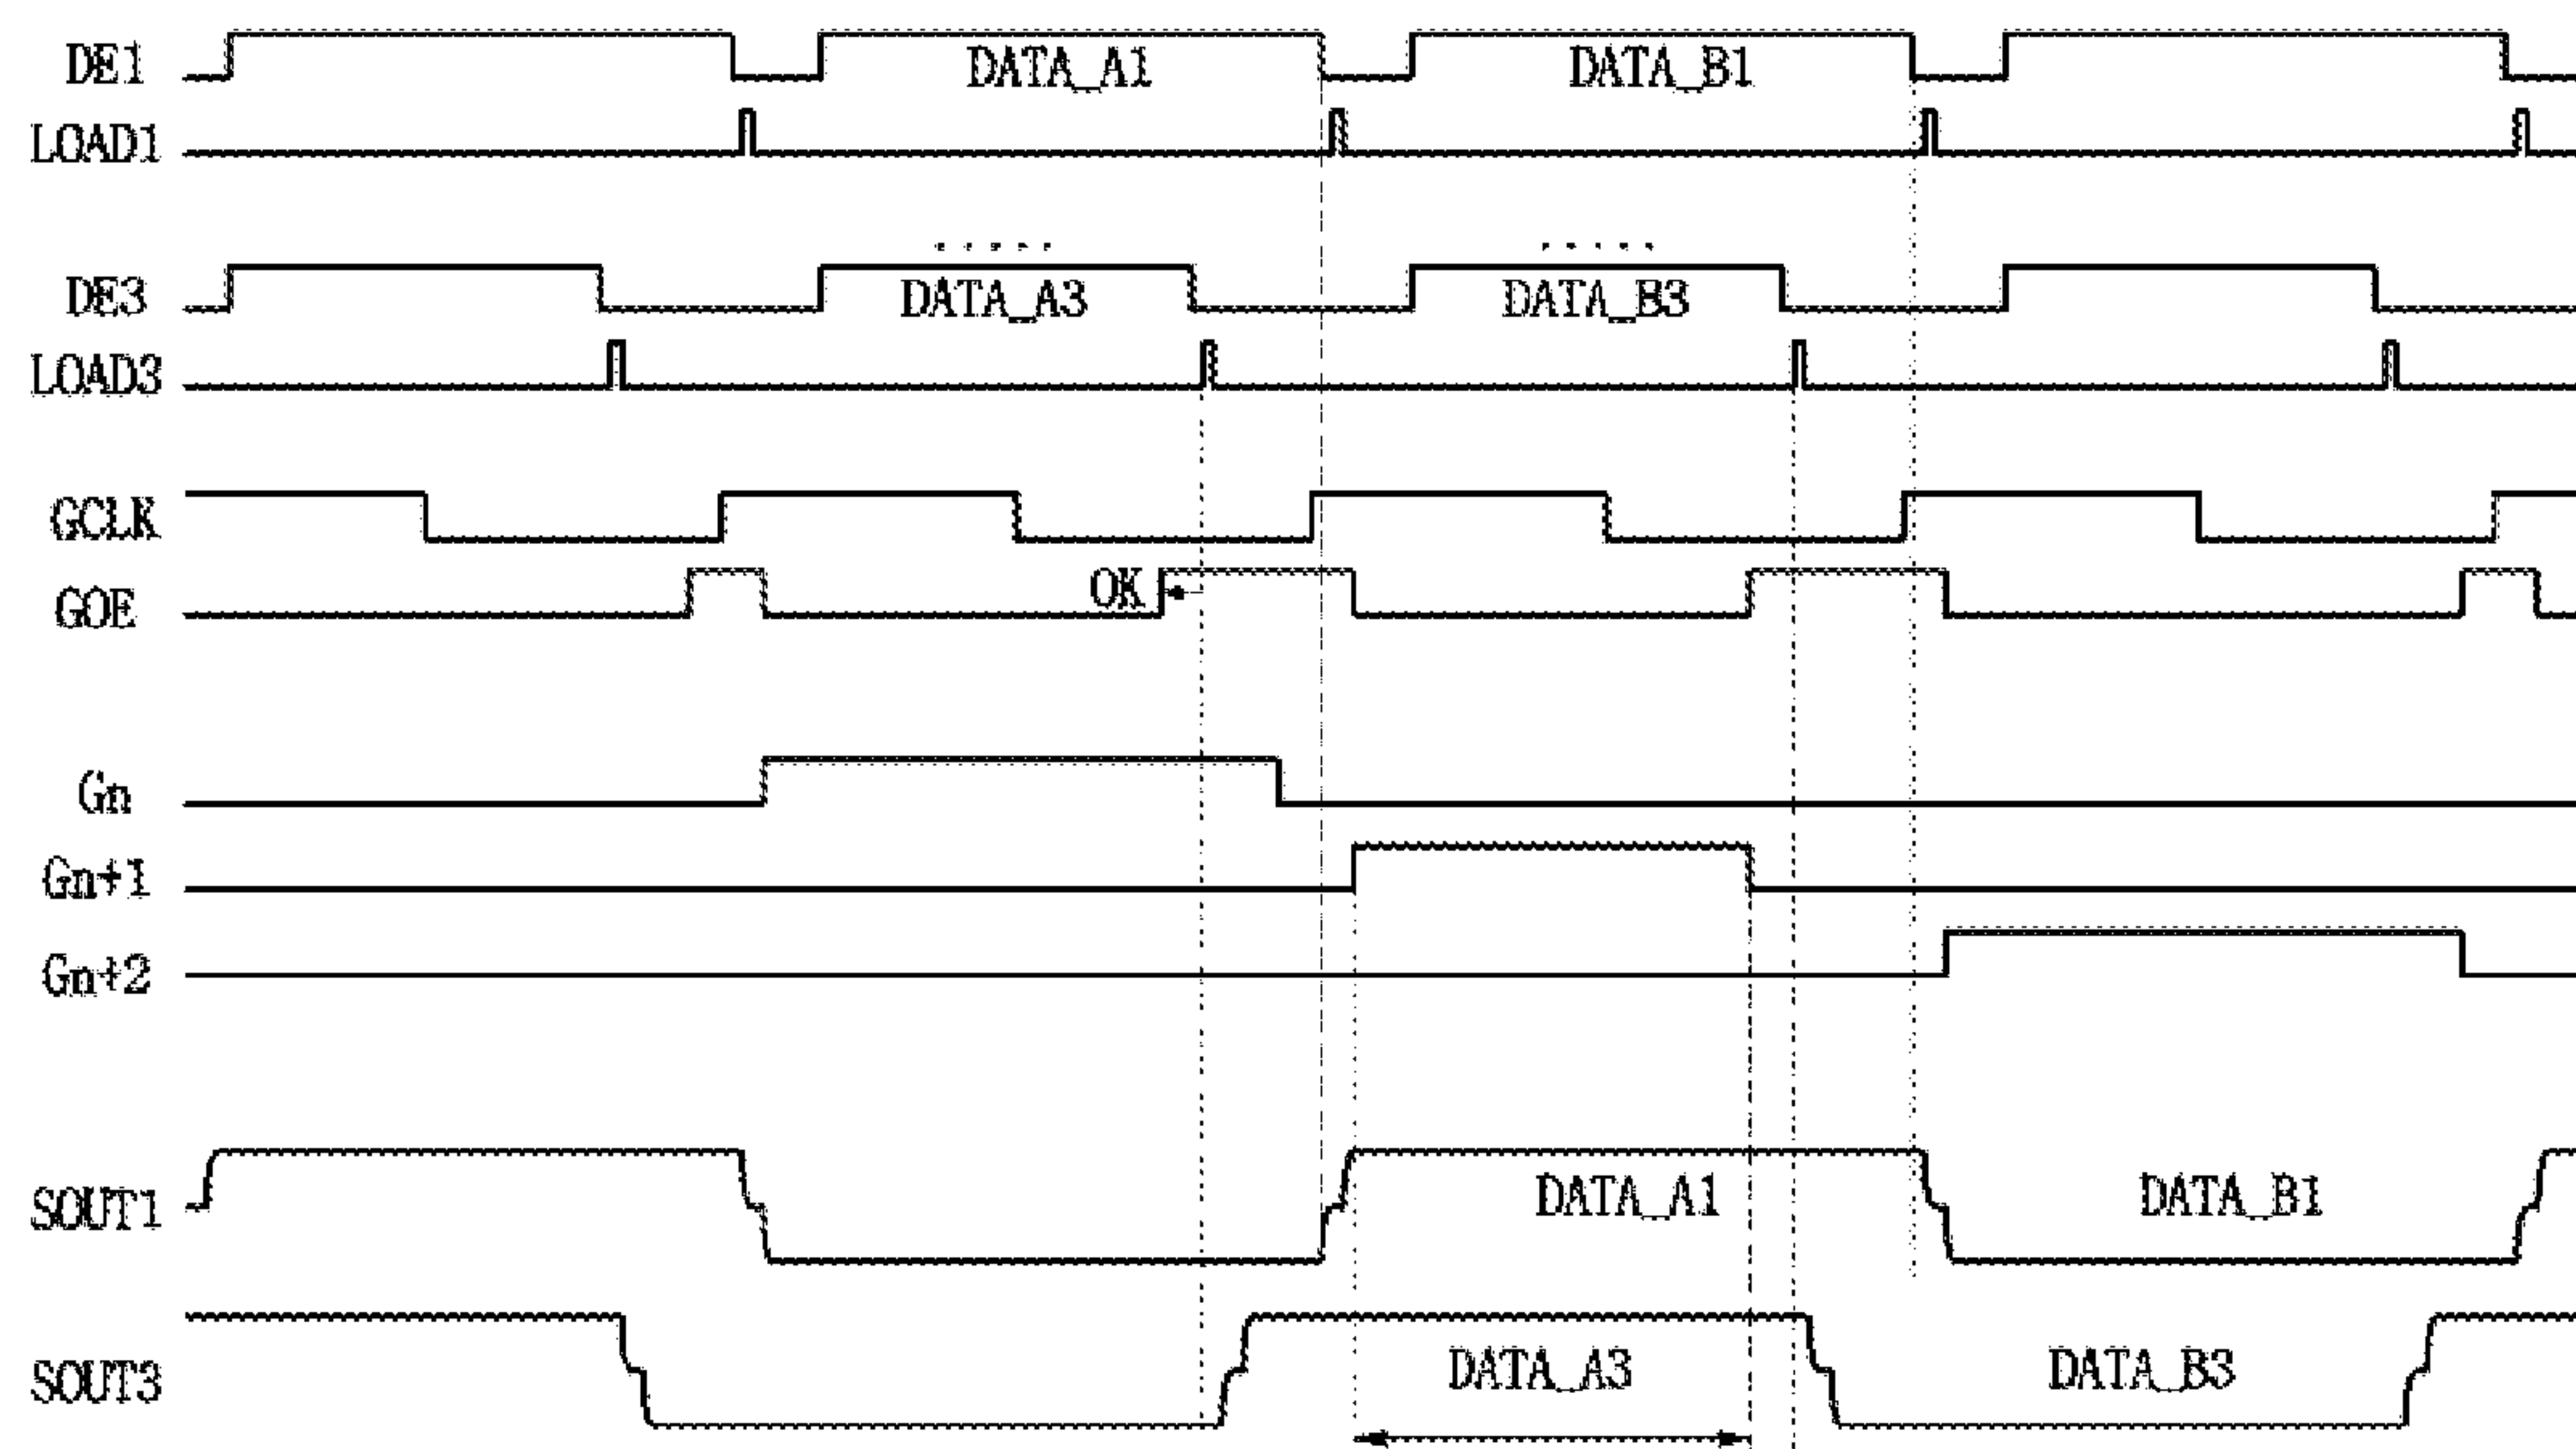 DE1 DATA_A1 DATA_B1
LOAD1
DE3 DATA_A3 DATA_B3
LOAD3
GCLK
GOE OK
Gn
Gn+1
Gn+2
SOUT1 DATA_A1 DATA_B1
SOUT3 DATA_A3 DATA_B3